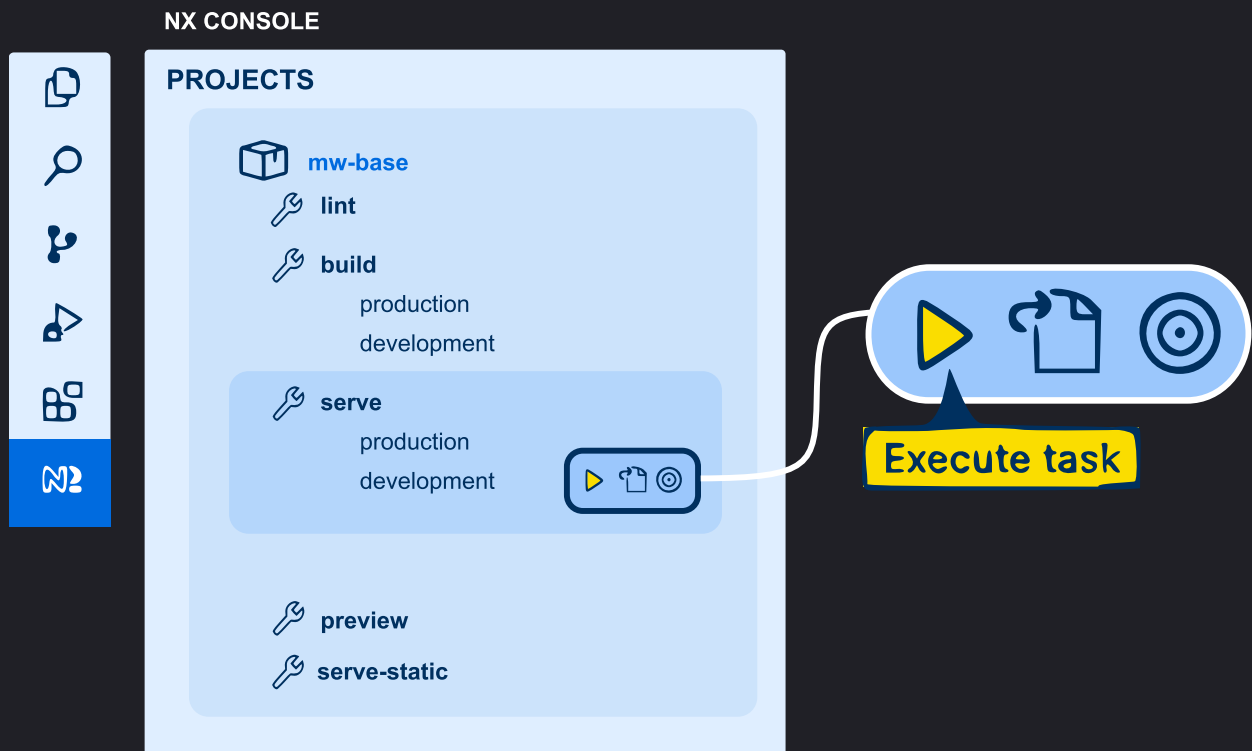 NX CONSOLE
PROJECTS
mw-base
lint
build
production
development
serve
production
development
Execute task
preview
serve-static